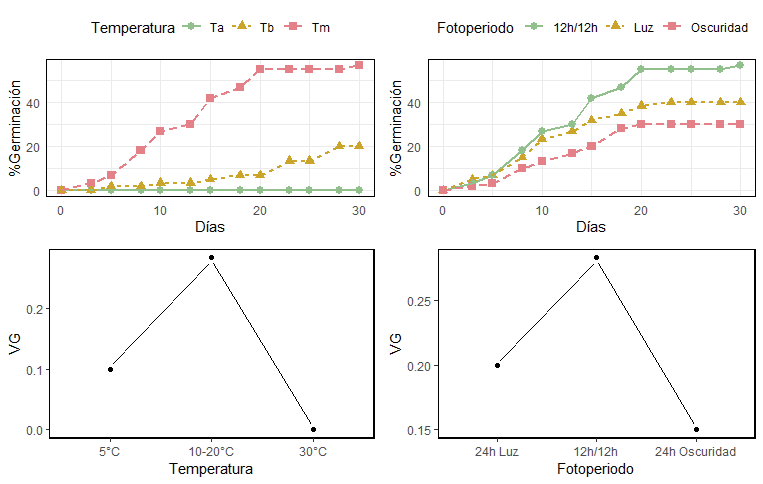 Temperatura Ta Tb Tm
Fotoperiodo 12h/12h Luz Oscuridad
%Germinación
40
20
0
0 10 20 30
Días
%Germinación
40
20
0
0 10 20 30
Días
VG
0.2
0.1
0.0
5°C 10-20°C 30°C
Temperatura
VG
0.25
0.20
0.15
24h Luz 12h/12h 24h Oscuridad
Fotoperiodo